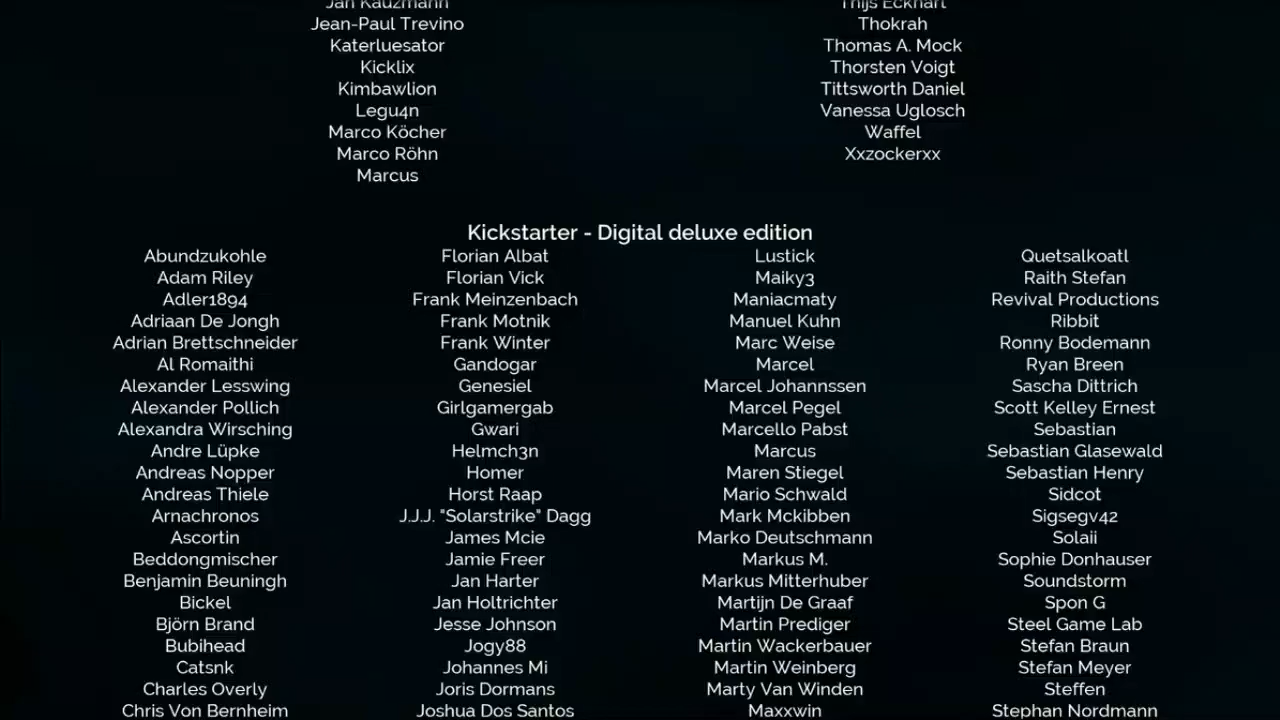 Jan Kauzmann
Jean-Paul Trevino
Katerluesator
Kicklix
Kimbawlion
Legu4n
Marco Köcher
Marco Röhn
Marcus
Thijs Eckhart
Thokrah
Thomas A. Mock
Thorsten Voigt
Tittsworth Daniel
Vanessa Uglosch
Waffel
Xxzockerxx
Kickstarter - Digital deluxe edition
Abundzukohle
Adam Riley
Adler1894
Adriaan De Jongh
Adrian Brettschneider
Al Romaithi
Alexander Lesswing
Alexander Pollich
Alexandra Wirsching
Andre Lüpke
Andreas Nopper
Andreas Thiele
Arnachronos
Ascortin
Beddongmischer
Benjamin Beuningh
Bickel
Björn Brand
Bubihead
Catsnk
Charles Overly
Chris Von Bernheim
Florian Albat
Florian Vick
Frank Meinzenbach
Frank Motnik
Frank Winter
Gandogar
Genesiel
Girlgamergab
Gwari
Helmch3n
Homer
Horst Raap
J.J.J. "Solarstrike" Dagg
James Mcie
Jamie Freer
Jan Harter
Jan Holtrichter
Jesse Johnson
Jogy88
Johannes Mi
Joris Dormans
Joshua Dos Santos
Lustick
Maiky3
Maniacmaty
Manuel Kuhn
Marc Weise
Marcel
Marcel Johannssen
Marcel Pegel
Marcello Pabst
Marcus
Maren Stiegel
Mario Schwald
Mark Mckibben
Marko Deutschmann
Markus M.
Markus Mitterhuber
Martijn De Graaf
Martin Prediger
Martin Wackerbauer
Martin Weinberg
Marty Van Winden
Maxxwin
Quetsalkoatl
Raith Stefan
Revival Productions
Ribbit
Ronny Bodemann
Ryan Breen
Sascha Dittrich
Scott Kelley Ernest
Sebastian
Sebastian Glasewald
Sebastian Henry
Sidcot
Sigsegv42
Solaii
Sophie Donhauser
Soundstorm
Spon G
Steel Game Lab
Stefan Braun
Stefan Meyer
Steffen
Stephan Nordmann